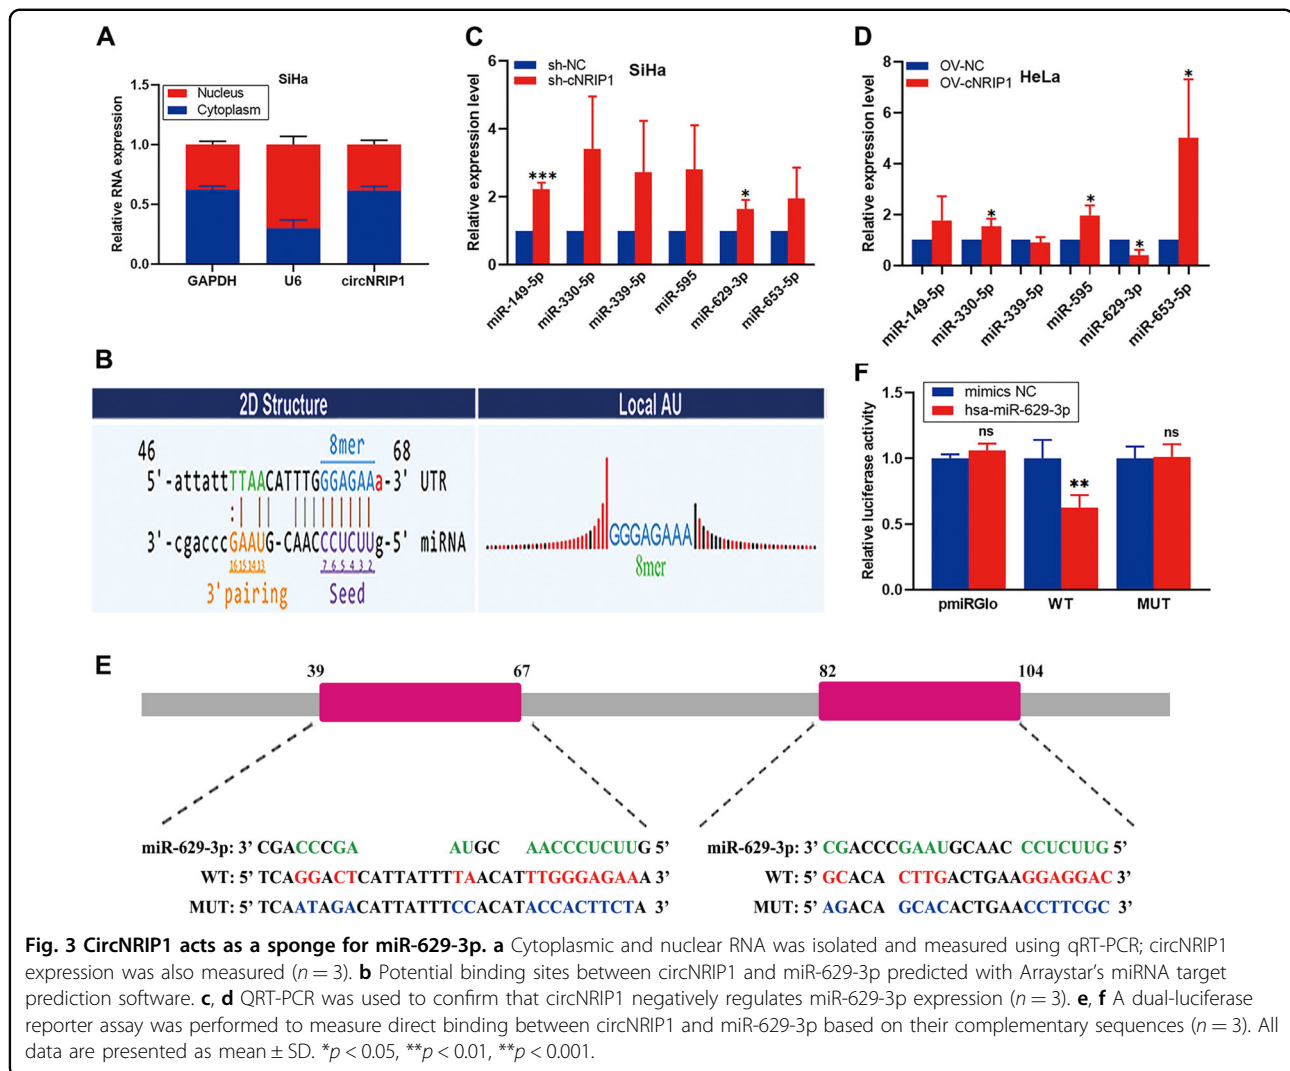 A
SiHa
Relative RNA expression
1.5
1.0
0.5
0.0
Nucleus
Cytoplasm
GAPDH U6 circNRIP1
C
SiHa
Relative expression level
6
4
2
0
sh-NC
sh-cNRIP1
***
*
miR-149-5p
miR-330-5p
miR-339-5p
miR-595
miR-629-3p
miR-653-5p
D
HeLa
Relative expression level
8
6
4
2
0
OV-NC
OV-cNRIP1
*
*
*
*
miR-149-5p
miR-330-5p
miR-339-5p
miR-595
miR-629-3p
miR-653-5p
B
2D Structure
Local AU
46 8mer 68
5'-attattTTAACATTTGGGAGAAa-3' UTR
3'-cgacccGAAUG-CAACCCUCUUg-5' miRNA
16 15 14 13 7 6 5 4 3 2
3'pairing Seed
GGGAGAAA
8mer
F
Relative luciferase activity
1.5
1.0
0.5
0.0
mimics NC
hsa-miR-629-3p
ns
**
ns
pmiRGlo WT MUT
E
39 67 82 104
miR-629-3p: 3’ CGACCCGA AUGC AACCCUCUUG 5’
WT: 5’ TCAGGACTCATTATTTTAACATTTGGGAGAAA 3’
MUT: 5’ TCAATAGACATTATTTCCACATACCACTTCTA 3’
miR-629-3p: 3’ CGACCCGAAUGCAAC CCUCUUG 5’
WT: 5’ GCACA CTTGACTGAAGGAGGAC 3’
MUT: 5’ AGACA GCACACTGAACCTTCGC 3’
Fig. 3 CircNRIP1 acts as a sponge for miR-629-3p. a Cytoplasmic and nuclear RNA was isolated and measured using qRT-PCR; circNRIP1
expression was also measured (n = 3). b Potential binding sites between circNRIP1 and miR-629-3p predicted with Arraystar’s miRNA target
prediction software. c, d QRT-PCR was used to confirm that circNRIP1 negatively regulates miR-629-3p expression (n = 3). e, f A dual-luciferase
reporter assay was performed to measure direct binding between circNRIP1 and miR-629-3p based on their complementary sequences (n = 3). All
data are presented as mean ± SD. *p < 0.05, **p < 0.01, **p < 0.001.